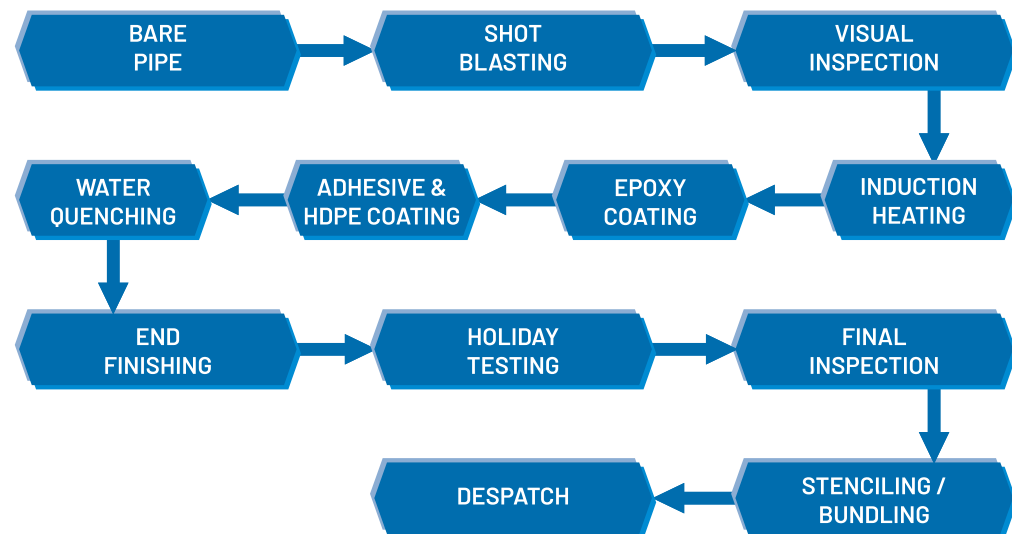 BARE
PIPE
SHOT
BLASTING
VISUAL
INSPECTION
INDUCTION
HEATING
EPOXY
COATING
ADHESIVE &
HDPE COATING
WATER
QUENCHING
END
FINISHING
HOLIDAY
TESTING
FINAL
INSPECTION
STENCILING /
BUNDLING
DESPATCH